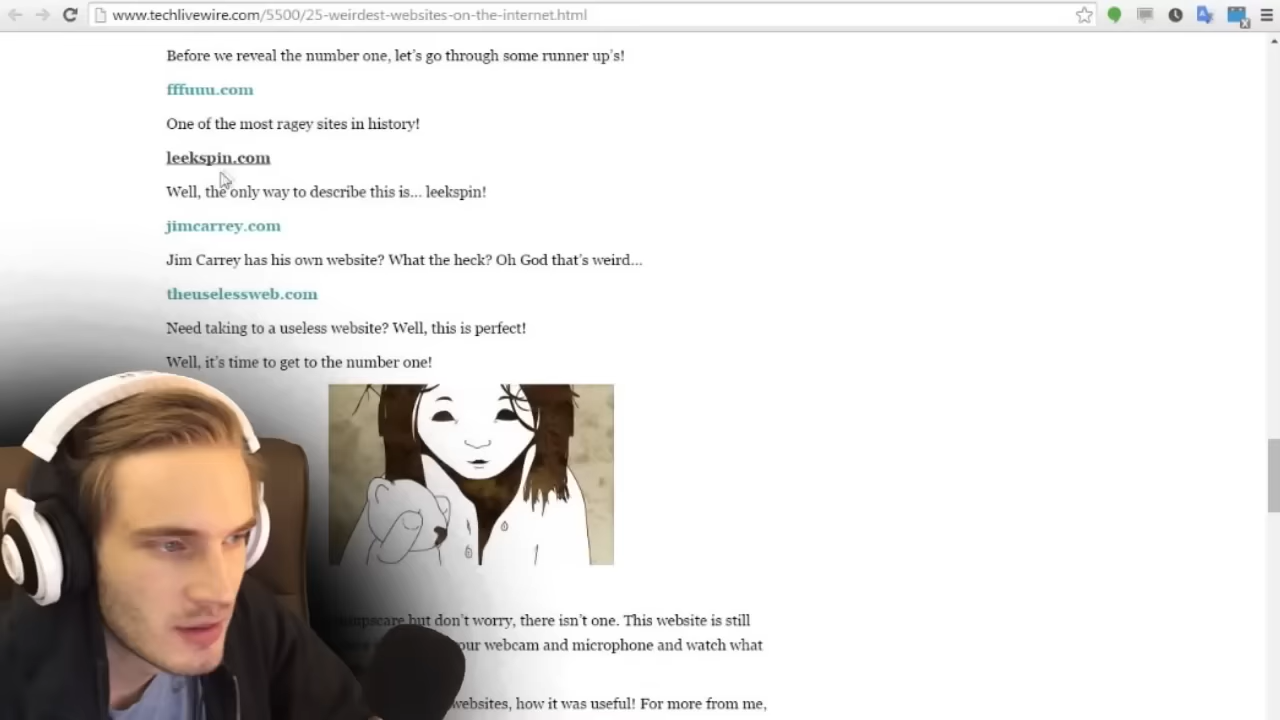 www.techlivewire.com/5500/25-weirdest-websites-on-the-internet.html
Before we reveal the number one, let's go through some runner up's!
fffuuu.com
One of the most ragey sites in history!
leekspin.com
Well, the only way to describe this is... leekspin!
jimcarrey.com
Jim Carrey has his own website? What the heck? Oh God that's weird...
theuselessweb.com
Need taking to a useless website? Well, this is perfect!
Well, it's time to get to the number one!
but don't worry, there isn't one. This website is still
your webcam and microphone and watch what
websites, how it was useful! For more from me,